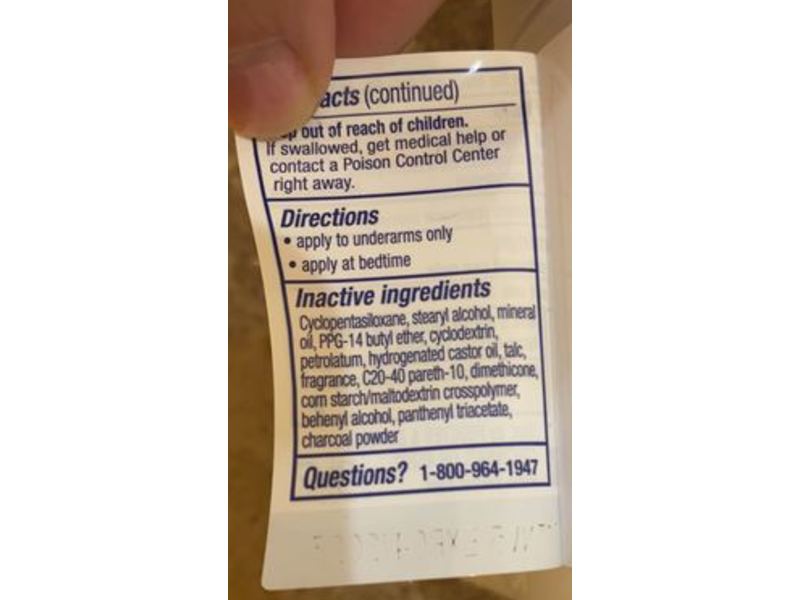 acts (continued)
out of reach of children.
If swallowed, get medical help or
contact a Poison Control Center
right away.
Directions
• apply to underarms only
• apply at bedtime
Inactive ingredients
Cyclopentasiloxane, stearyl alcohol, mineral
oil, PPG-14 butyl ether, cyclodextrin,
petrolatum, hydrogenated castor oil, talc,
fragrance, C20-40 pareth-10, dimethicone,
corn starch/maltodextrin crosspolymer,
behenyl alcohol, panthenyl triacetate,
charcoal powder
Questions? 1-800-964-1947